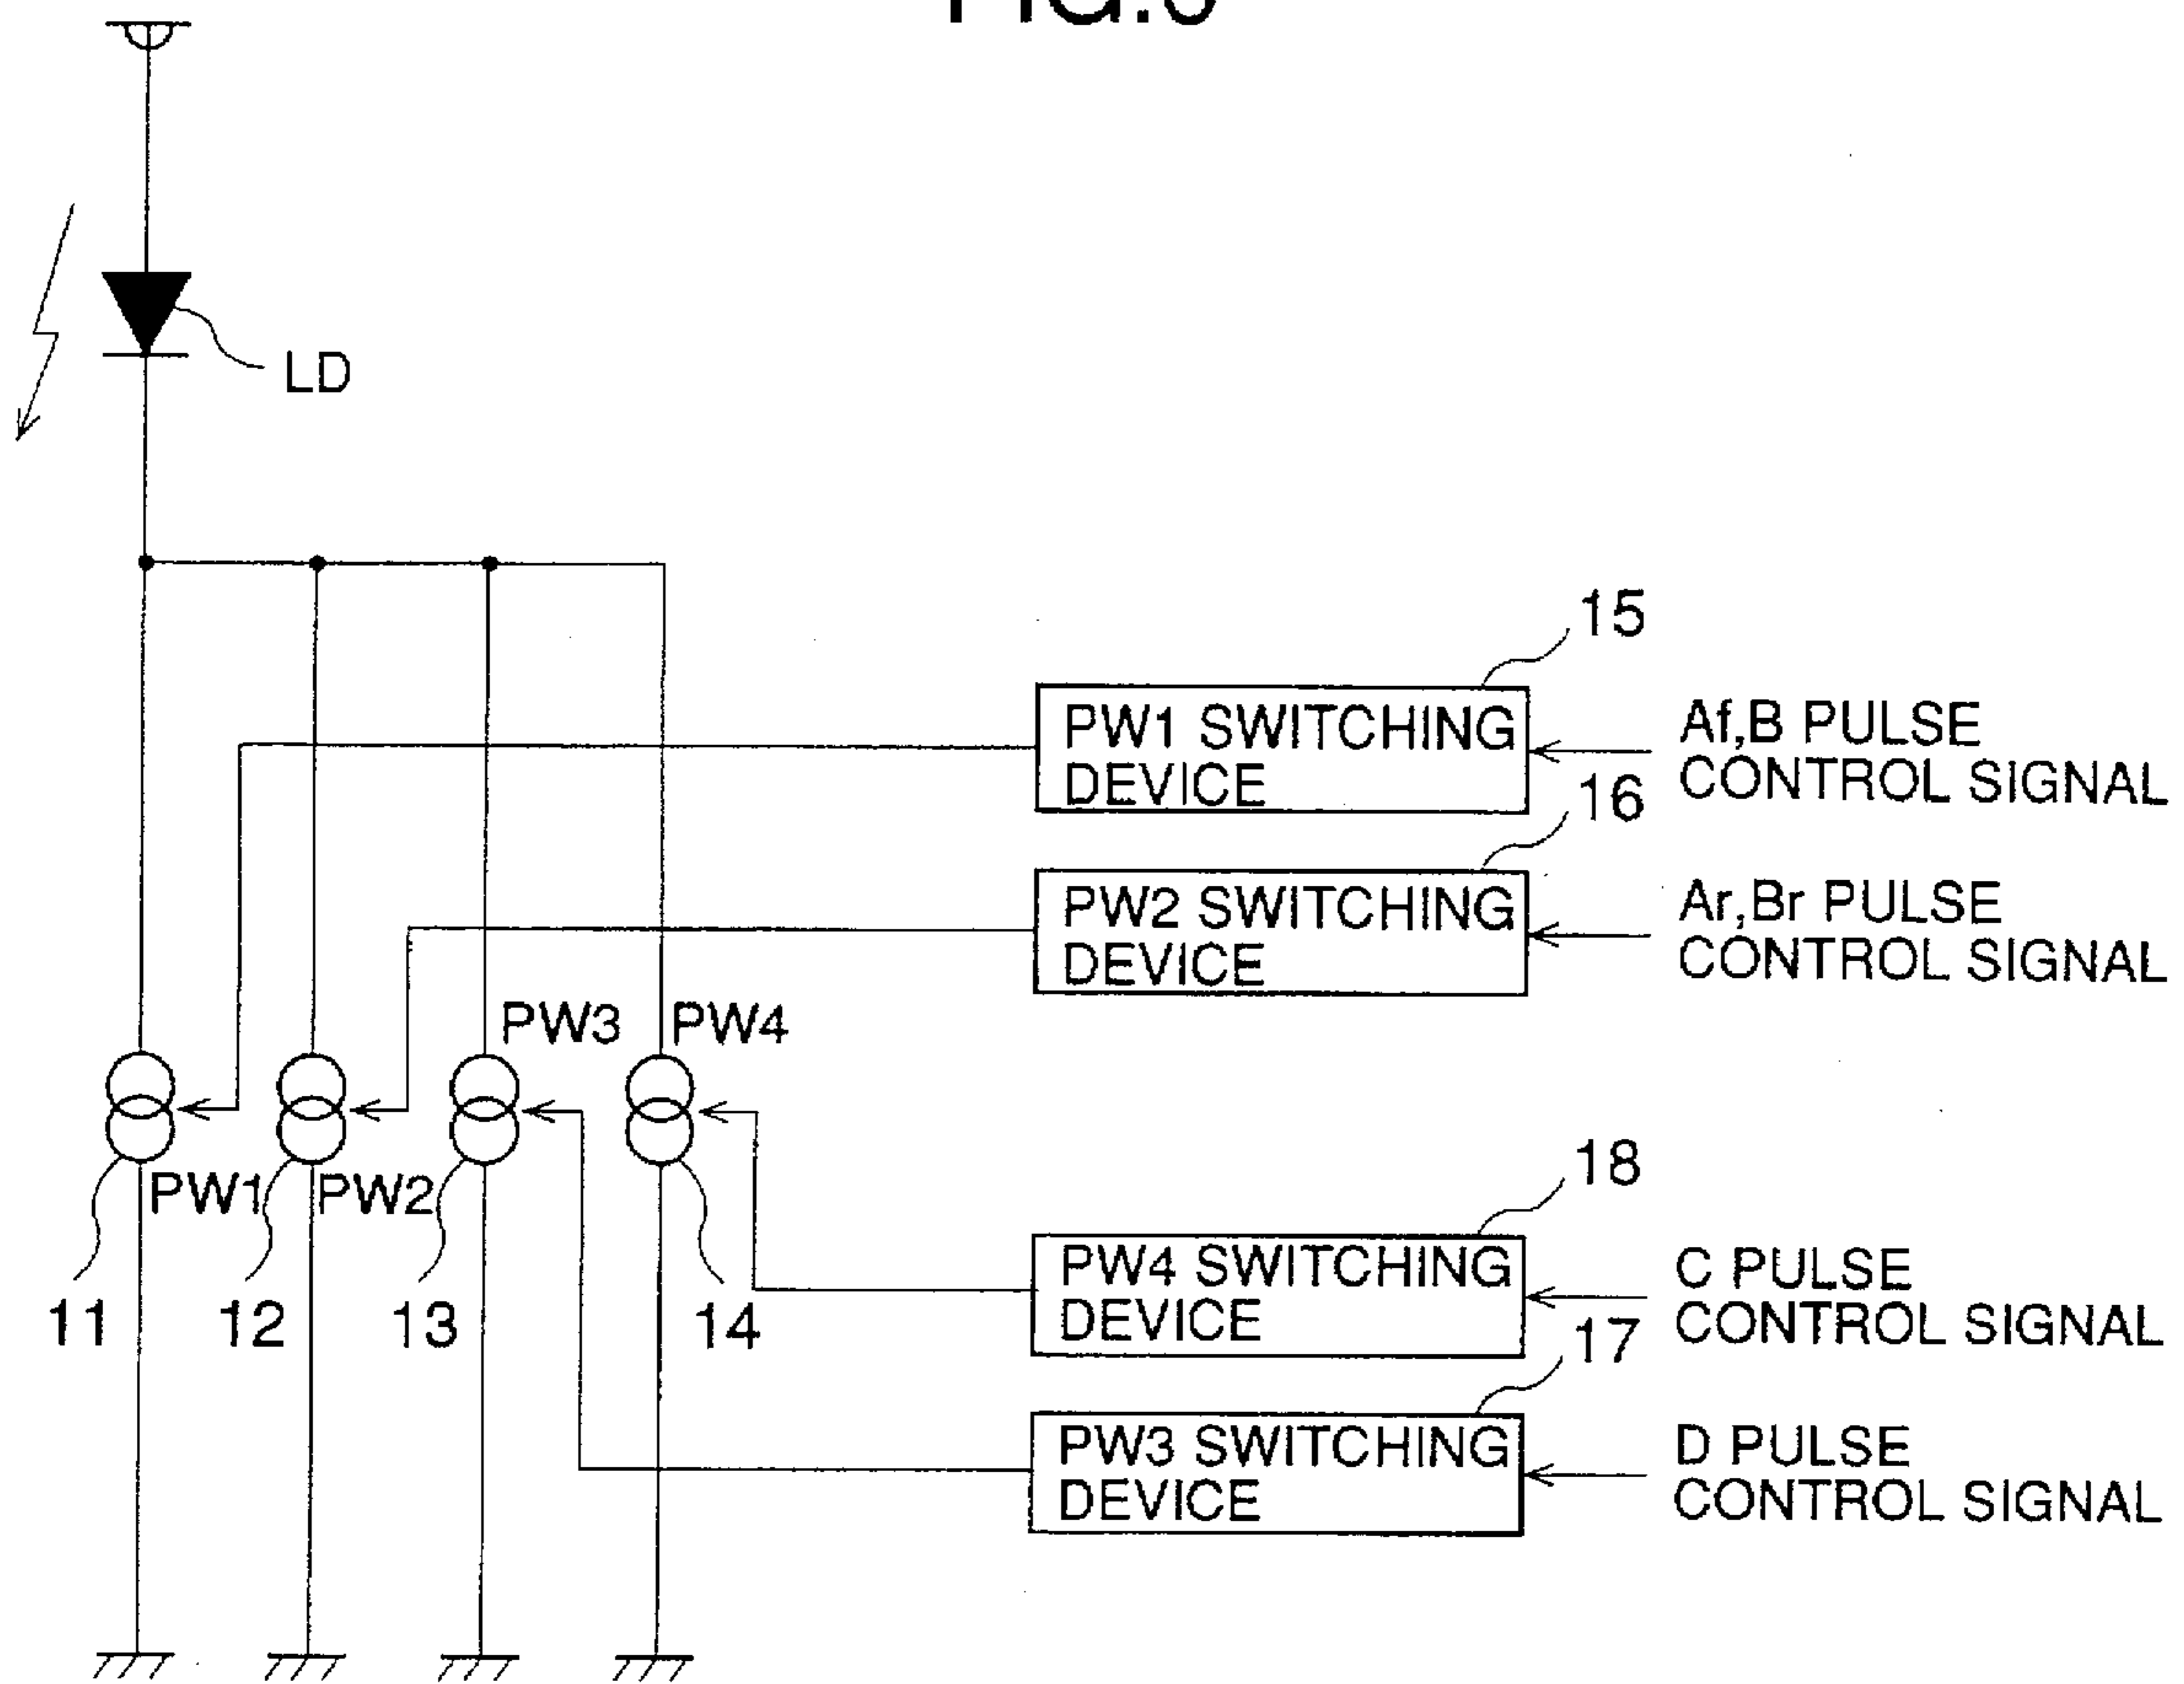 LD
15
PW1 SWITCHING
DEVICE
Af,B PULSE
CONTROL SIGNAL
16
PW2 SWITCHING
DEVICE
Ar,Br PULSE
CONTROL SIGNAL
PW3
PW4
PW1
PW2
11
12
13
14
18
PW4 SWITCHING
DEVICE
C PULSE
CONTROL SIGNAL
17
PW3 SWITCHING
DEVICE
D PULSE
CONTROL SIGNAL